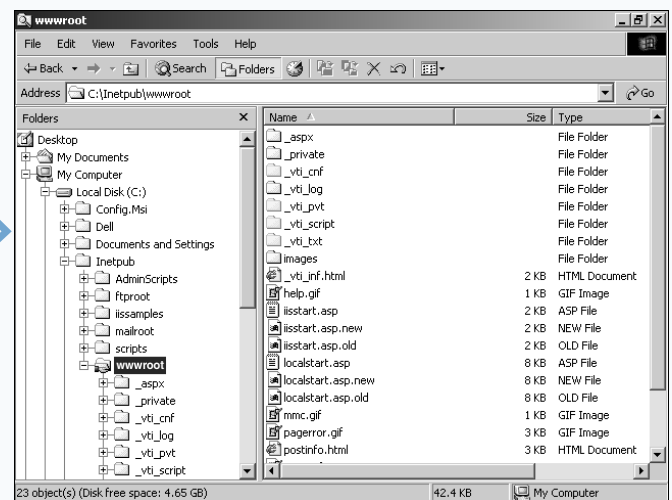 wwwroot
File Edit View Favorites Tools Help
Back Search Folders
Address C:\Inetpub\wwwroot Go
Folders
Desktop
My Documents
My Computer
Local Disk (C:)
Config.Msi
Dell
Documents and Settings
Inetpub
AdminScripts
ftproot
iissamples
mailroot
scripts
wwwroot
_aspx
_private
_vti_cnf
_vti_log
_vti_pvt
_vti_script
Name Size Type
_aspx File Folder
_private File Folder
_vti_cnf File Folder
_vti_log File Folder
_vti_pvt File Folder
_vti_script File Folder
_vti_txt File Folder
images File Folder
_vti_inf.html 2 KB HTML Document
help.gif 1 KB GIF Image
iisstart.asp 2 KB ASP File
iisstart.asp.new 2 KB NEW File
iisstart.asp.old 2 KB OLD File
localstart.asp 8 KB ASP File
localstart.asp.new 8 KB NEW File
localstart.asp.old 8 KB OLD File
mmc.gif 1 KB GIF Image
pagerror.gif 3 KB GIF Image
postinfo.html 3 KB HTML Document
23 object(s) (Disk free space: 4.65 GB) 42.4 KB My Computer